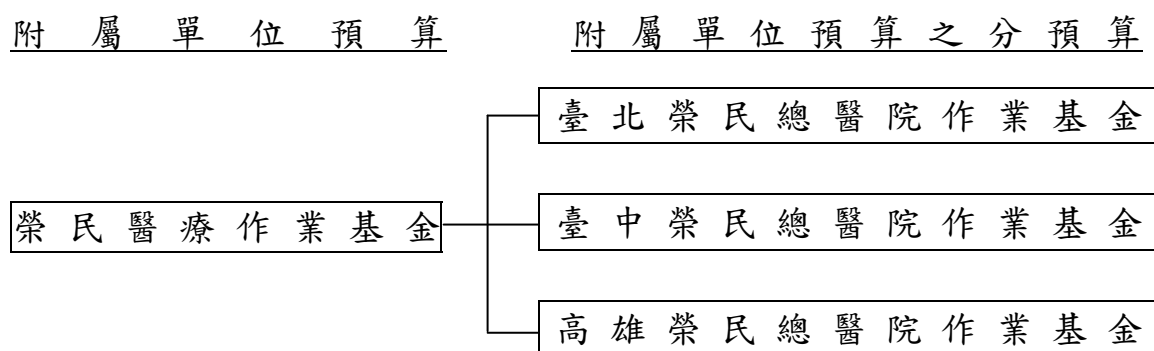 附屬單位預算
附屬單位預算之分預算
臺北榮民總醫院作業基金
榮民醫療作業基金
臺中榮民總醫院作業基金
高雄榮民總醫院作業基金